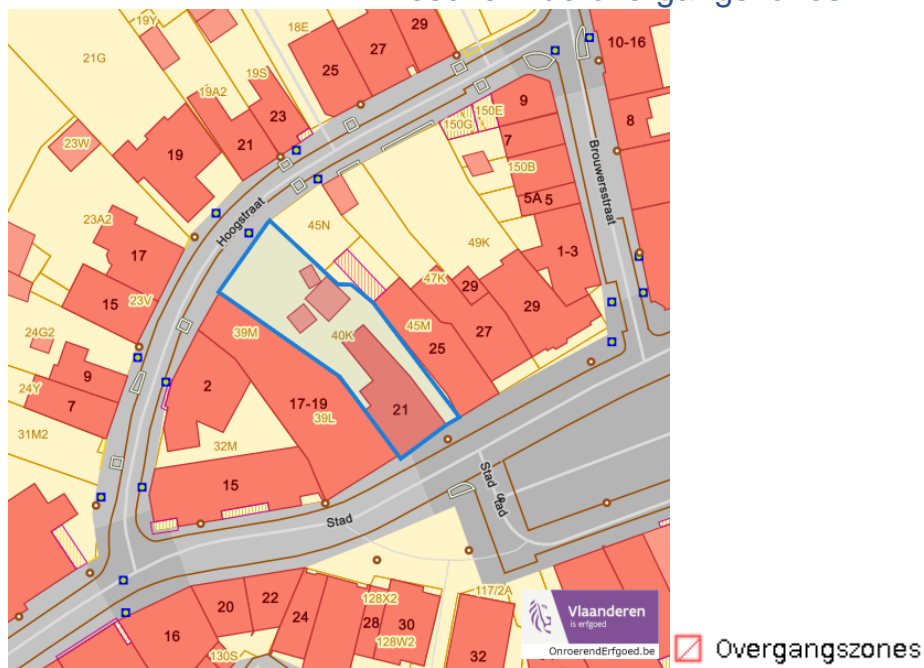 19Y
18E
29
27
25
10-16
21G
19S
19A2
23
150E
150G
9
8
23W
21
19
7
Brouwersstraat
150B
5A 5
23A2
Hoogstraat
45N
49K
17
1-3
47K
15
23V
29
29
24G2
39M
40K
45M
27
25
9
2
24Y
7
17-19
21
39L
31M2
32M
15
Stad
Stad
Stad
117/2A
128X2
20
22
24
28
30
128W2
16
32
130S
Vlaanderen
is erfgoed
OnroerendErfgoed.be
Overgangszones